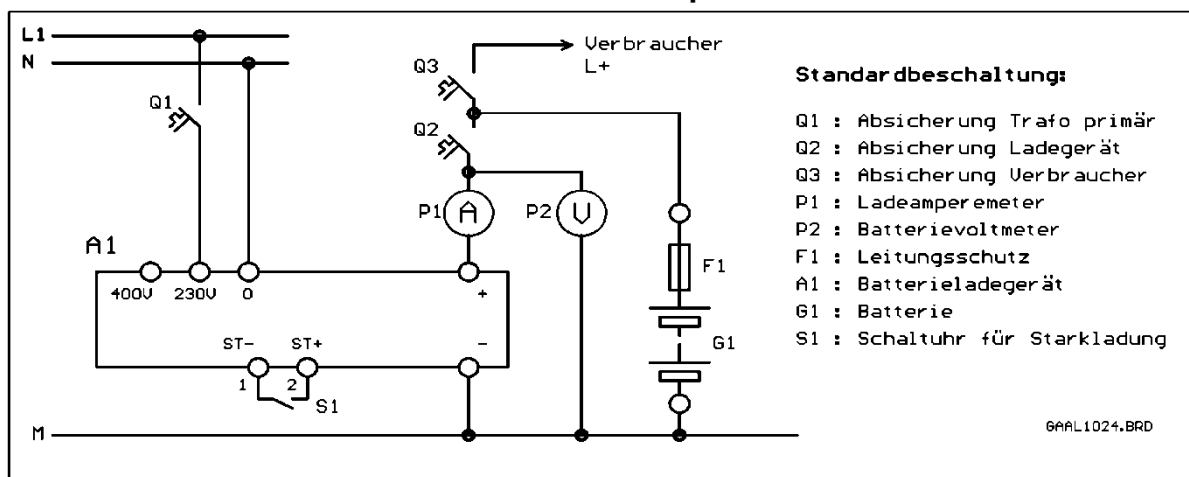 L1
N
Q1
Q3
Verbraucher
L+
Q2
P1 A
P2 V
A1
400V 230V 0
+
ST- ST+
-
1 2
S1
F1
G1
M
Standardbeschaltung:
Q1 : Absicherung Trafo primär
Q2 : Absicherung Ladegerät
Q3 : Absicherung Verbraucher
P1 : Ladeamperemeter
P2 : Batterievoltmeter
F1 : Leitungsschutz
A1 : Batterieladegerät
G1 : Batterie
S1 : Schaltuhr für Starkladung
GAAL1024.BRD